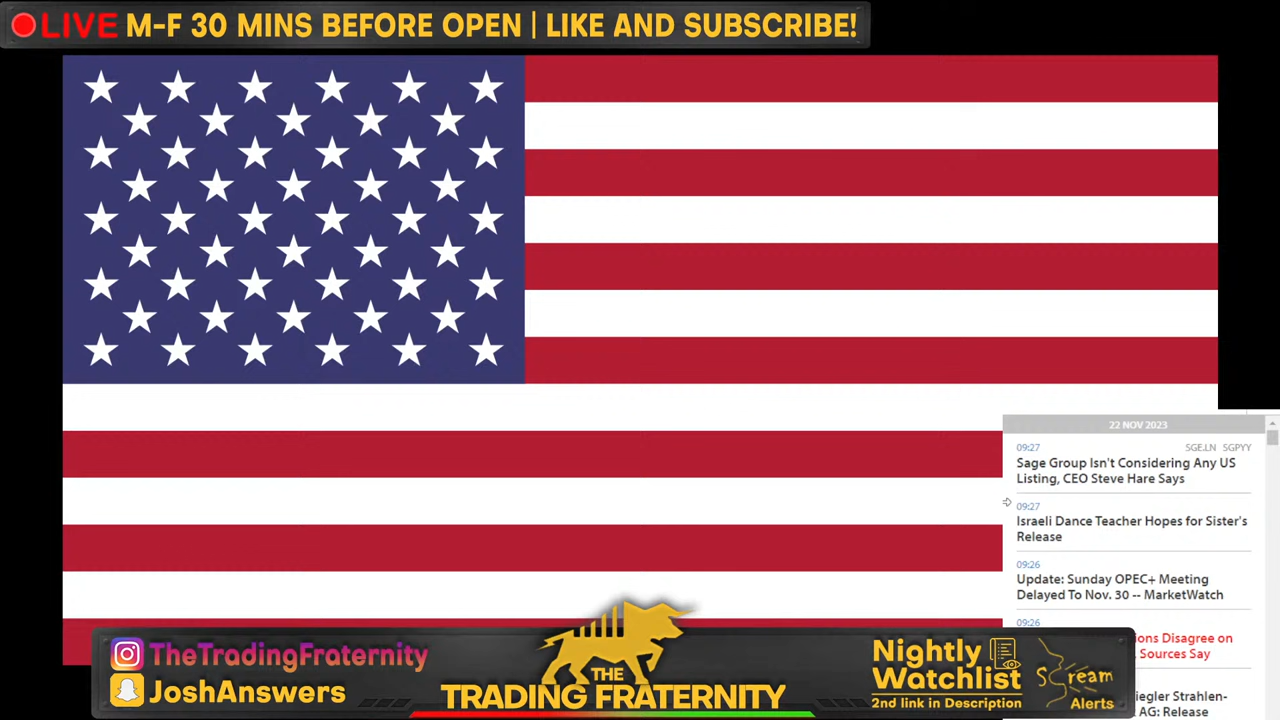 LIVE M-F 30 MINS BEFORE OPEN | LIKE AND SUBSCRIBE!
22 NOV 2023
09:27 SGE.LN SGPYY
Sage Group Isn't Considering Any US
Listing, CEO Steve Hare Says
09:27
Israeli Dance Teacher Hopes for Sister's
Release
09:26
Update: Sunday OPEC+ Meeting
Delayed To Nov. 30 -- MarketWatch
09:26
ions Disagree on
Sources Say
iegler Strahlen-
AG: Release
TheTradingFraternity
JoshAnswers
THE
TRADING FRATERNITY
Nightly
Watchlist
2nd link in Description
Scream
Alerts